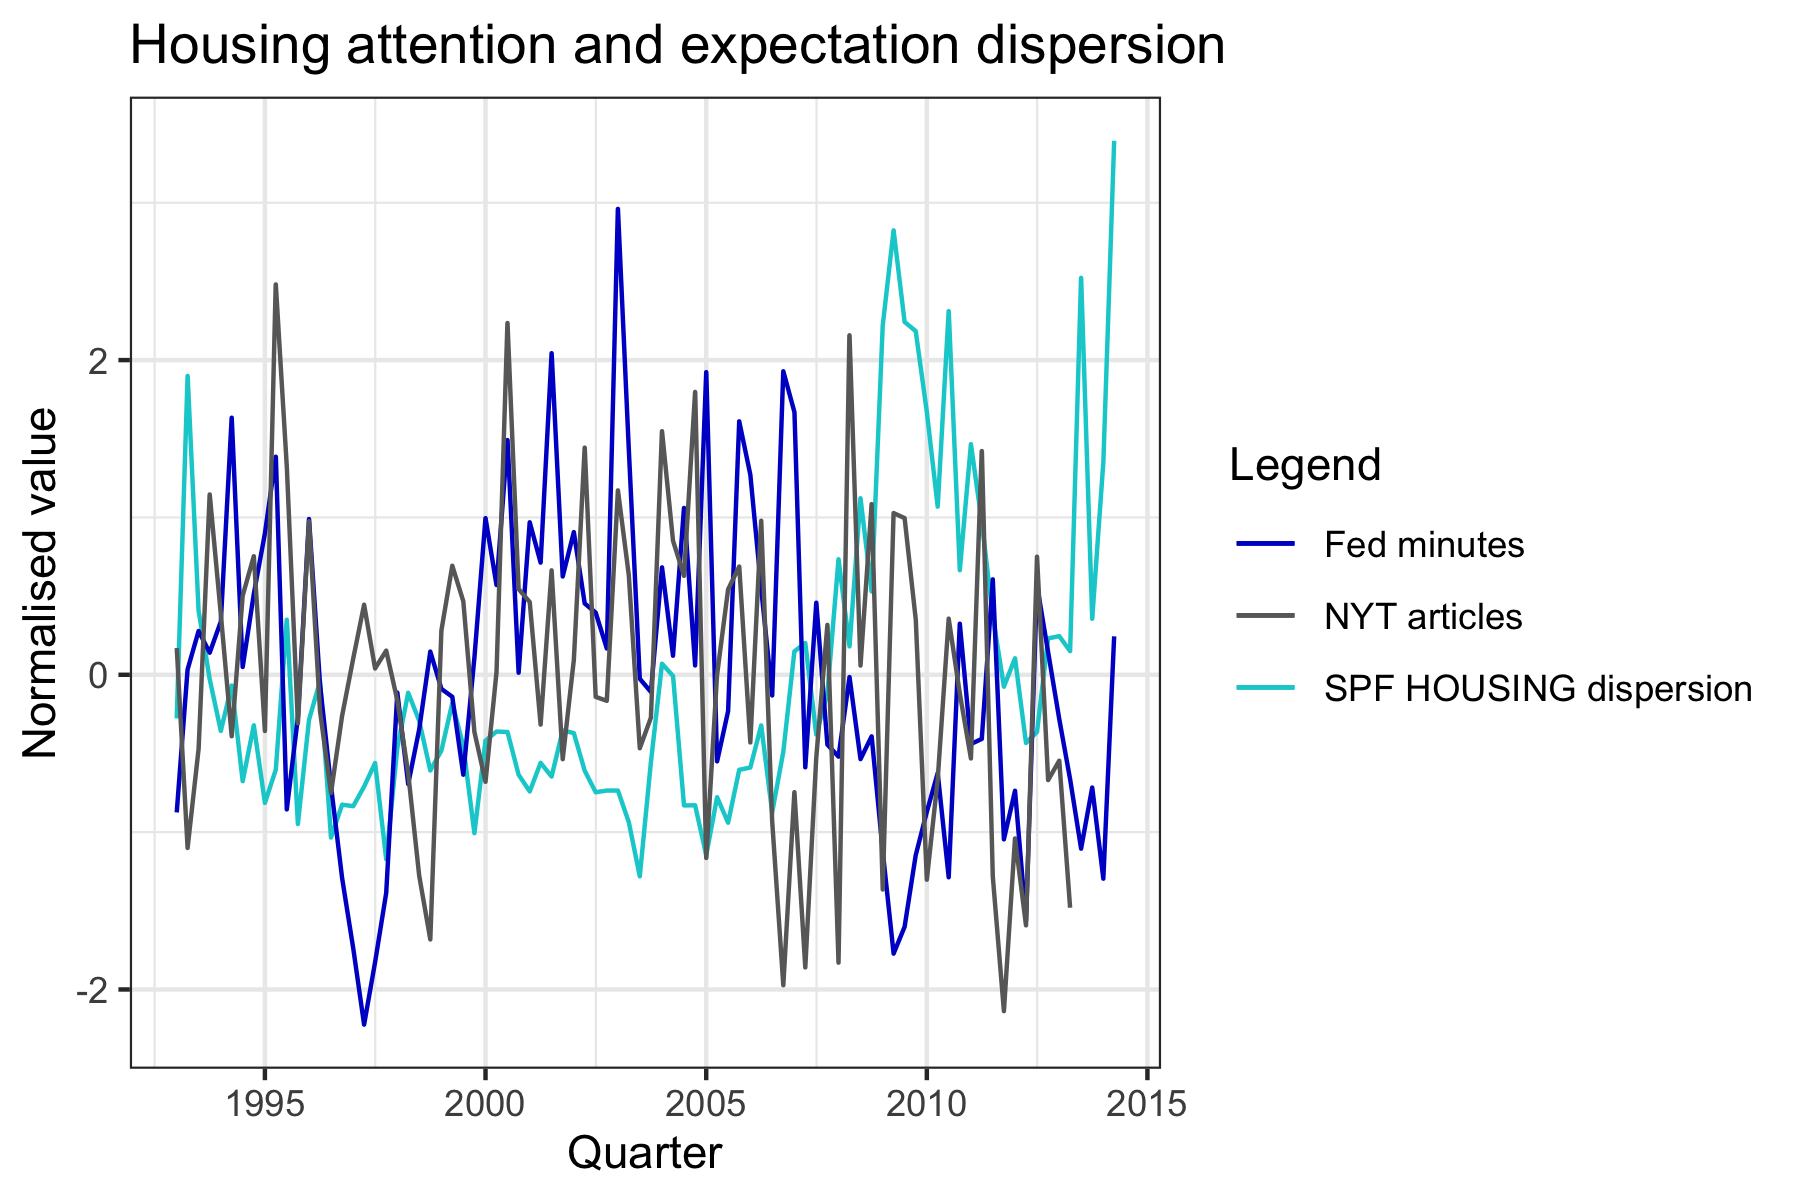 Housing attention and expectation dispersion
Normalised value
2
0
-2
1995
2000
2005
2010
2015
Quarter
Legend
Fed minutes
NYT articles
SPF HOUSING dispersion